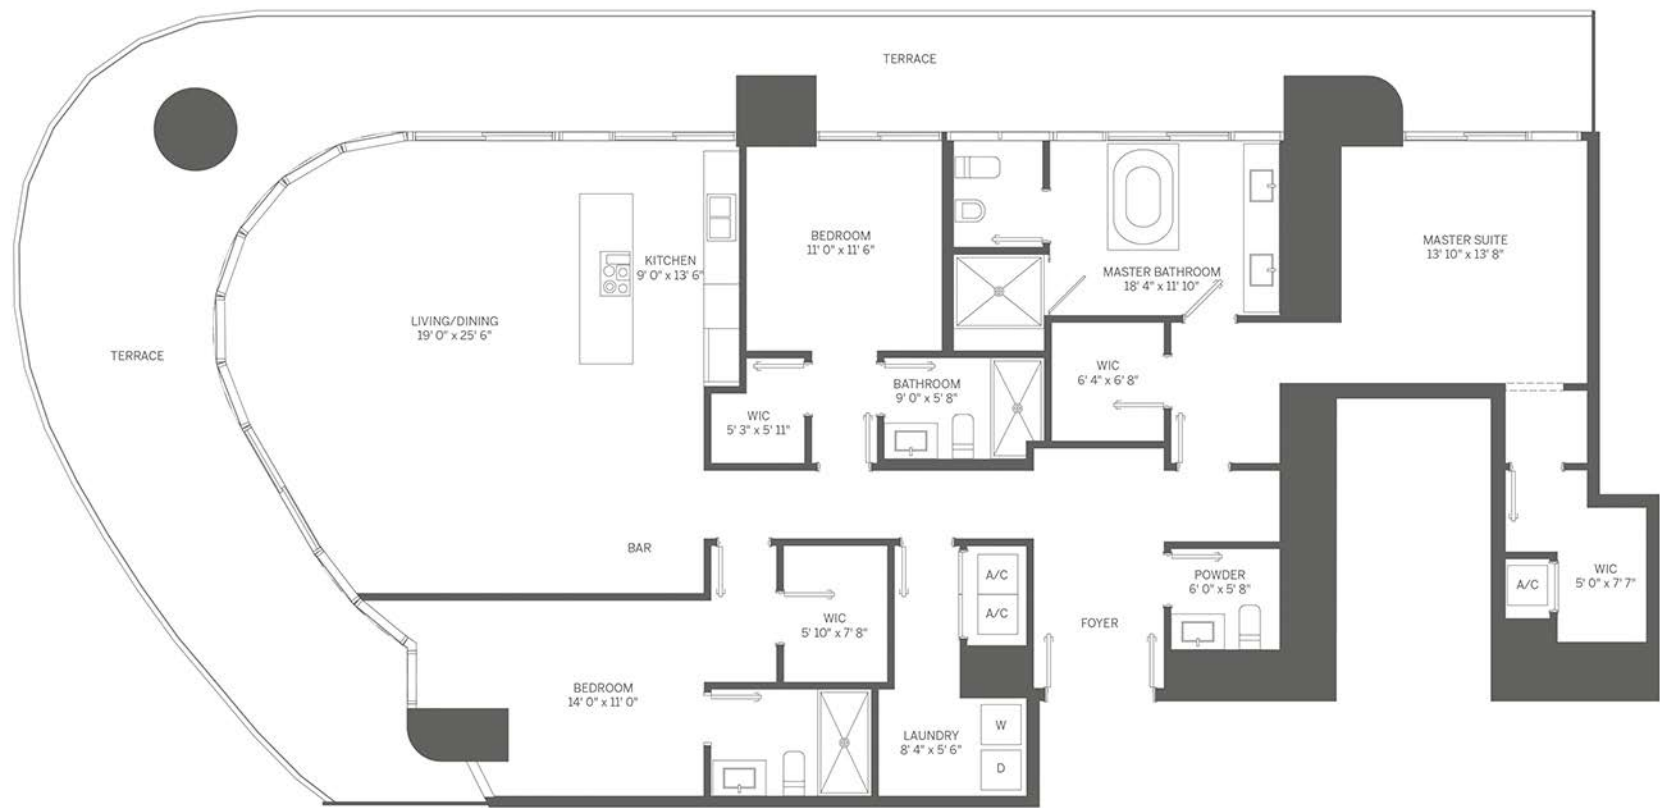 TERRACE
BEDROOM
11' 0" x 11' 6"
MASTER SUITE
13' 10" x 13' 8"
KITCHEN
9' 0" x 13' 6"
MASTER BATHROOM
18' 4" x 11' 10"
LIVING/DINING
19' 0" x 25' 6"
TERRACE
WIC
6' 4" x 6' 8"
BATHROOM
9' 0" x 5' 8"
WIC
5' 3" x 5' 11"
BAR
A/C
A/C
POWDER
6' 0" x 5' 8"
A/C
WIC
5' 0" x 7' 7"
WIC
5' 10" x 7' 8"
FOYER
BEDROOM
14' 0" x 11' 0"
LAUNDRY
8' 4" x 5' 6"
W
D